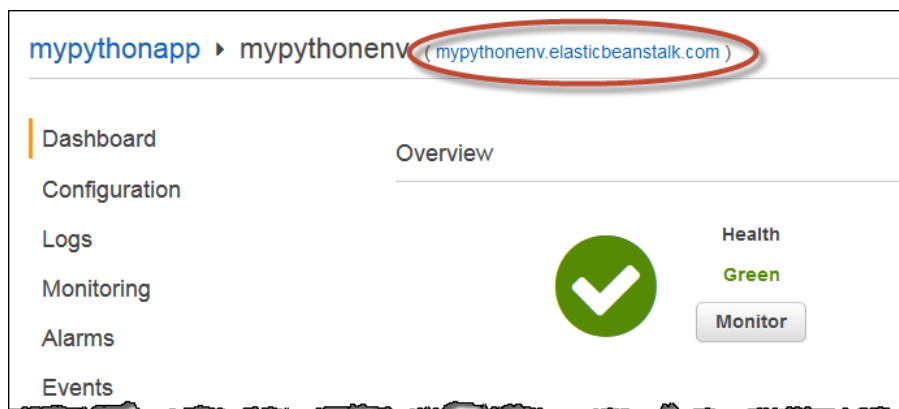 mypythonapp ▸ mypythonenv ( mypythonenv.elasticbeanstalk.com )
Dashboard
Configuration
Logs
Monitoring
Alarms
Events
Overview
Health
Green
Monitor